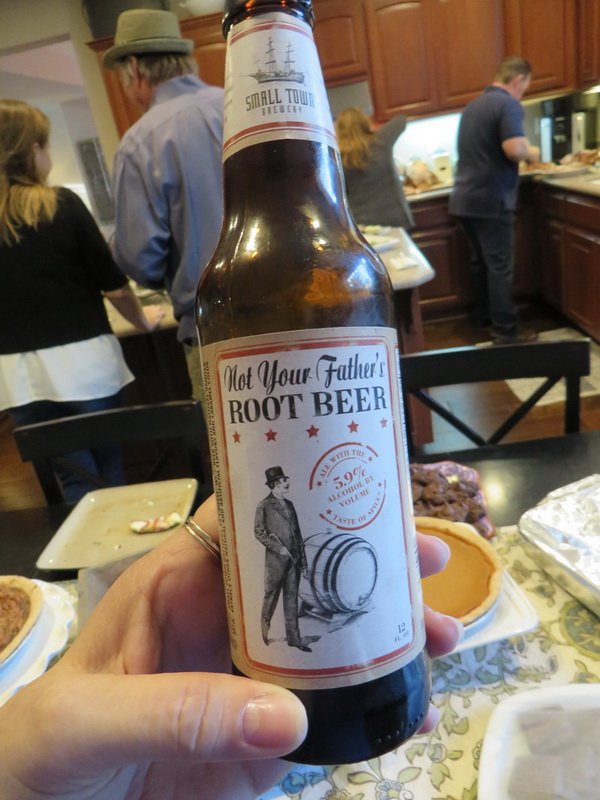 SMALL TOWN
BREWERY
Not Your Father's
ROOT BEER
ALE WITH THE
5.9%
ALCOHOL BY
VOLUME
TASTE OF SPICES
12
FL. OZ.